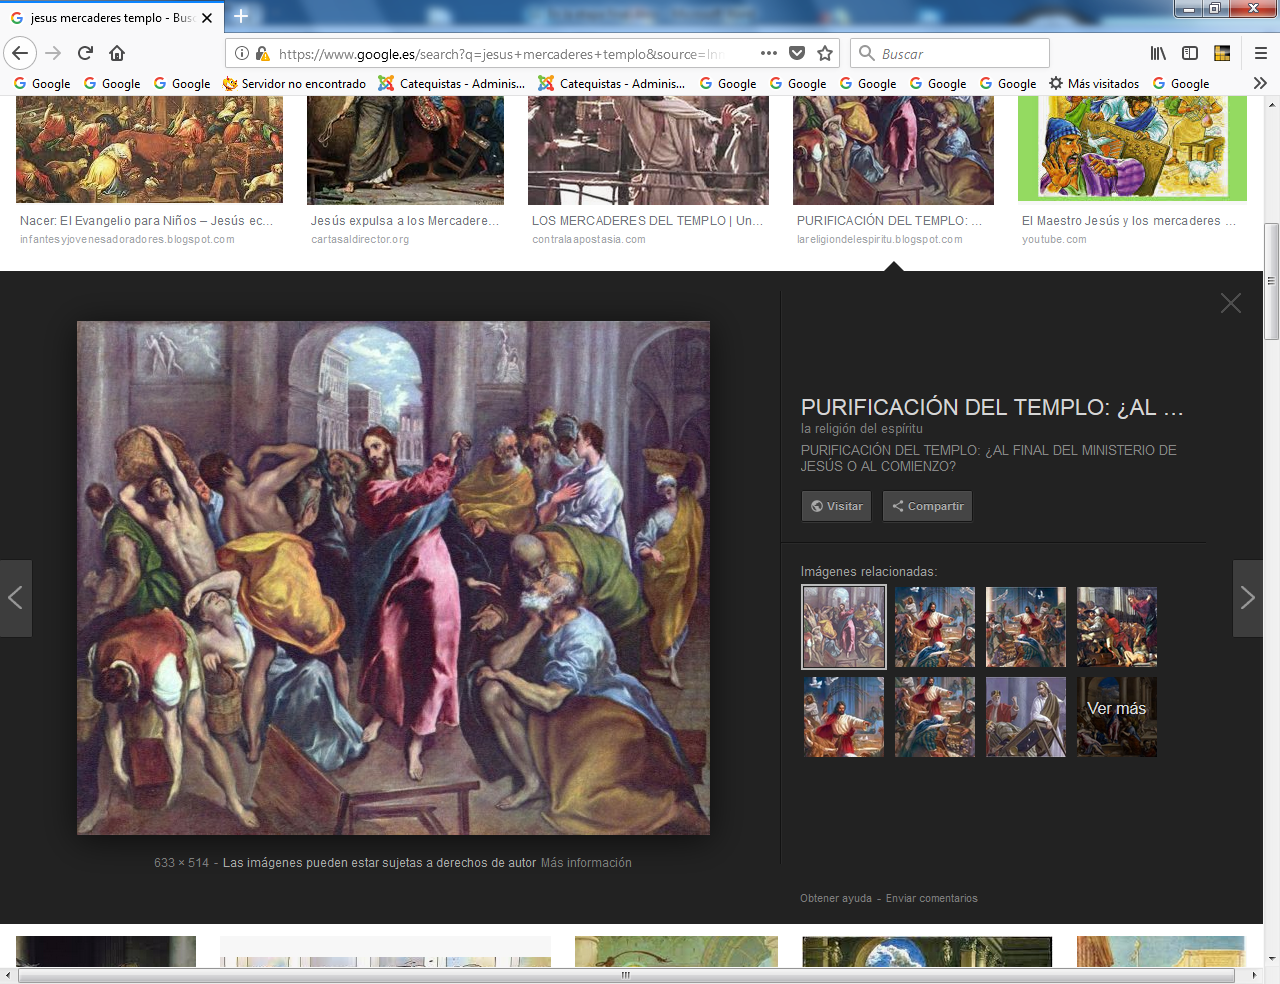 jesus mercaderes templo - Bus
https://www.google.es/search?q=jesus+mercaderes+templo&source=
Buscar
Google Google Google Servidor no encontrado Catequistas - Adminis... Catequistas - Adminis... Google Google Google Google Google Más visitados Google
Nacer: El Evangelio para Niños – Jesús ec...
infantesyjovenesadoradores.blogspot.com
Jesús expulsa a los Mercadere...
cartasaldirector.org
LOS MERCADERES DEL TEMPLO | Un...
contralaapostasia.com
PURIFICACIÓN DEL TEMPLO: ...
lareligiondelespiritu.blogspot.com
El Maestro Jesús y los mercaderes ...
youtube.com
PURIFICACIÓN DEL TEMPLO: ¿AL ...
la religión del espíritu
PURIFICACIÓN DEL TEMPLO: ¿AL FINAL DEL MINISTERIO DE
JESÚS O AL COMIENZO?
Visitar Compartir
Imágenes relacionadas:
Ver más
633 × 514 - Las imágenes pueden estar sujetas a derechos de autor Más información
Obtener ayuda - Enviar comentarios